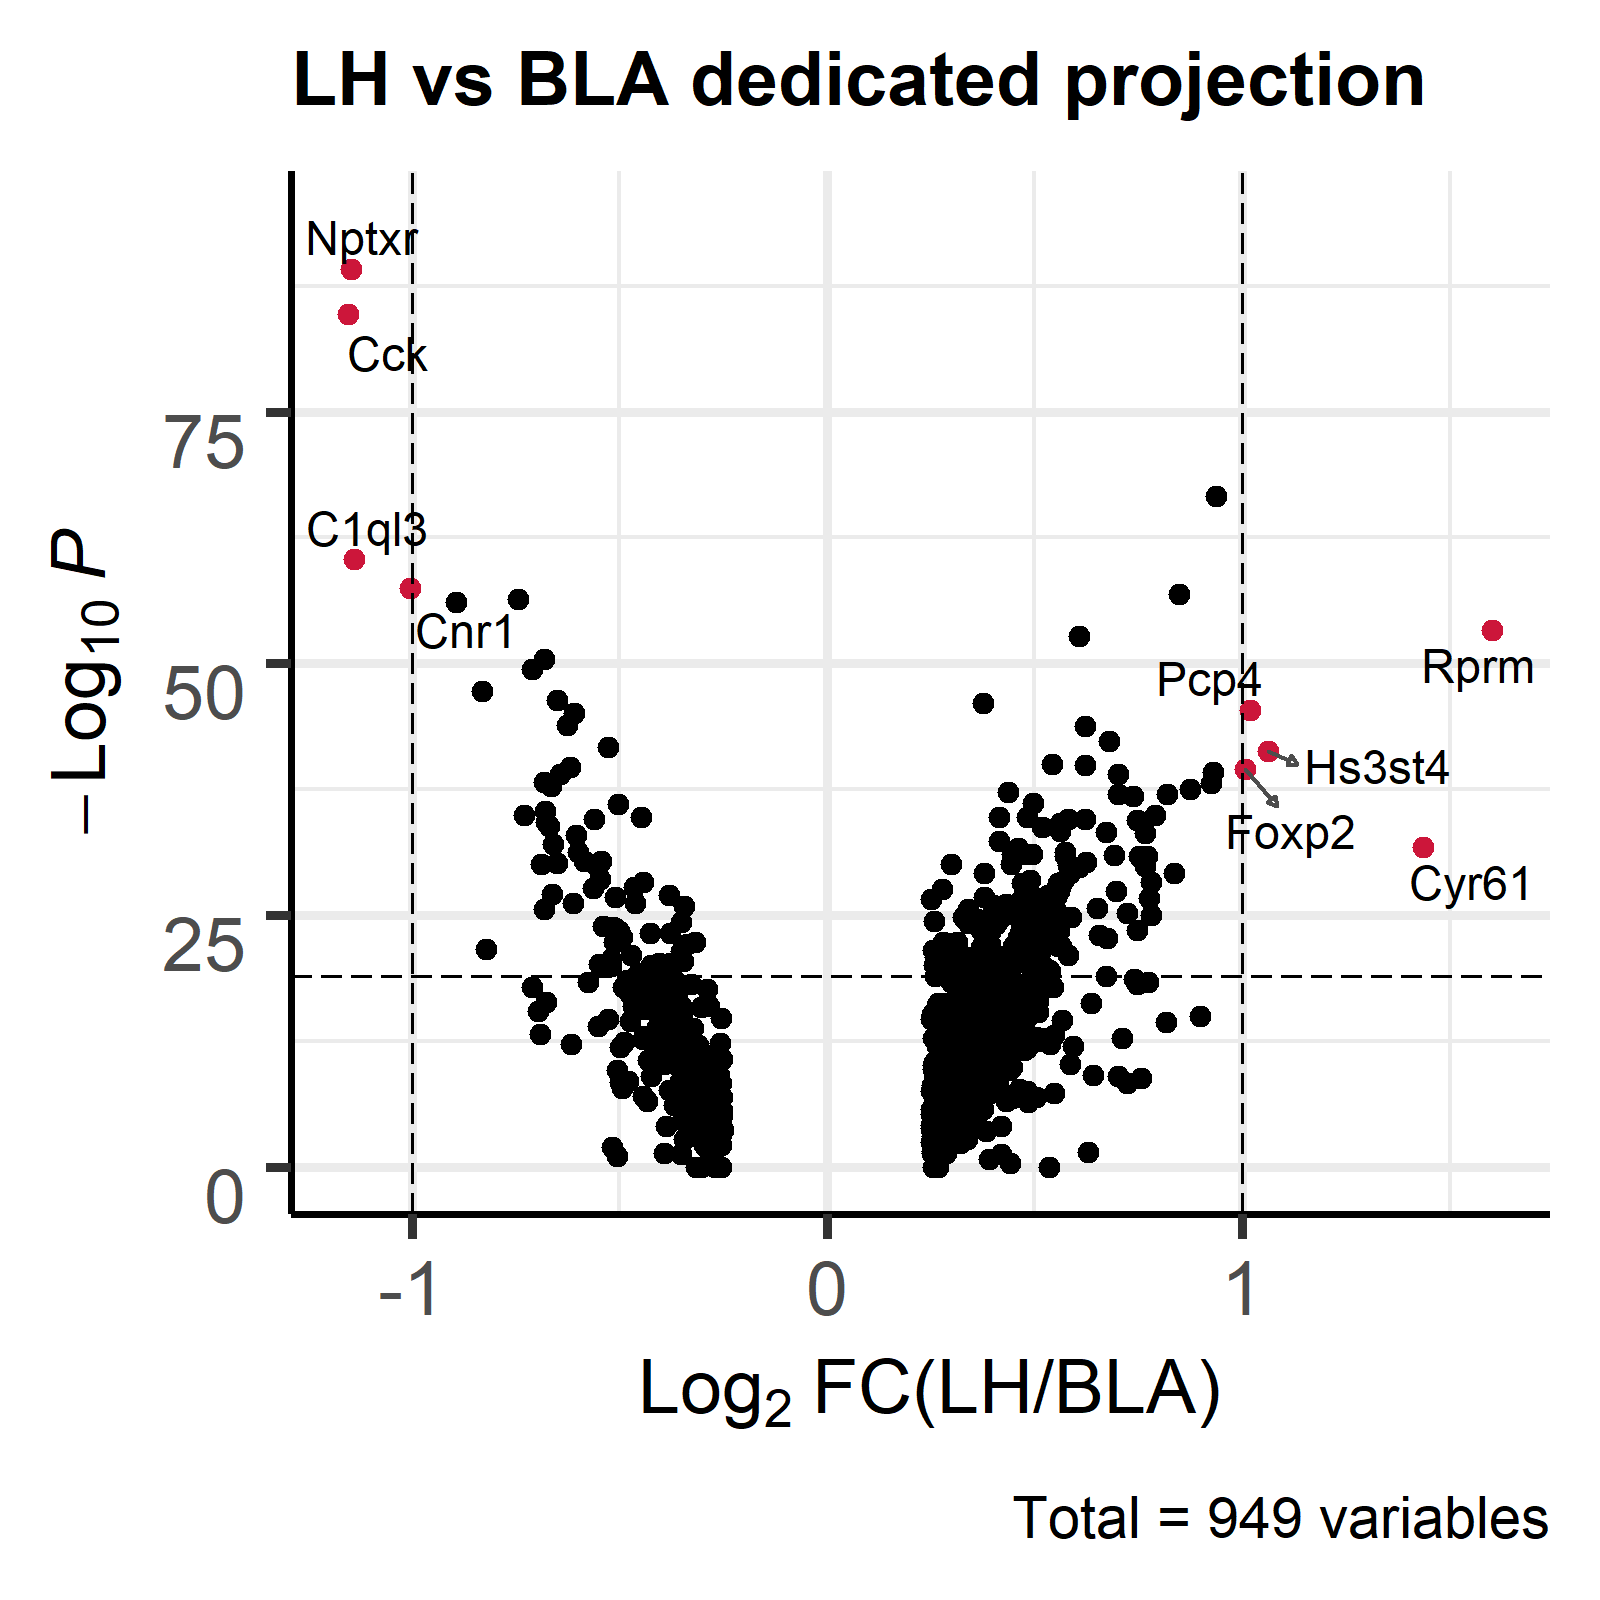 LH vs BLA dedicated projection
Nptxr
Cck
75
C1ql3
Cnr1
50
Rprm
Pcp4
Hs3st4
Foxp2
Cyr61
25
0
−Log10 P
-1 0 1
Log2 FC(LH/BLA)
Total = 949 variables